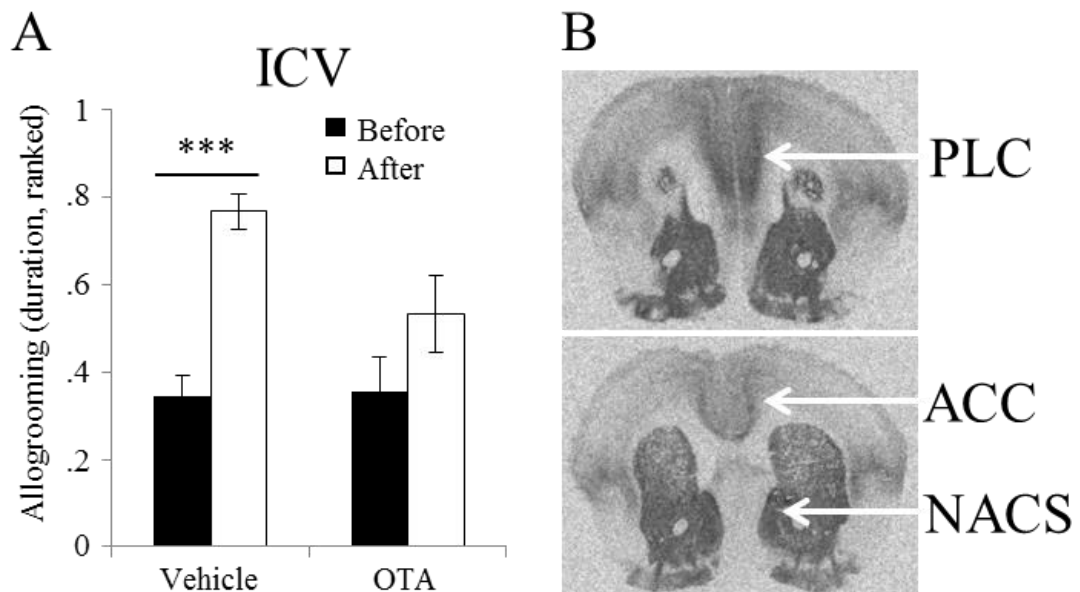 A
ICV
Allogrooming (duration, ranked)
1
.8
.6
.4
.2
0
***
Before
After
Vehicle
OTA
B
PLC
ACC
NACS